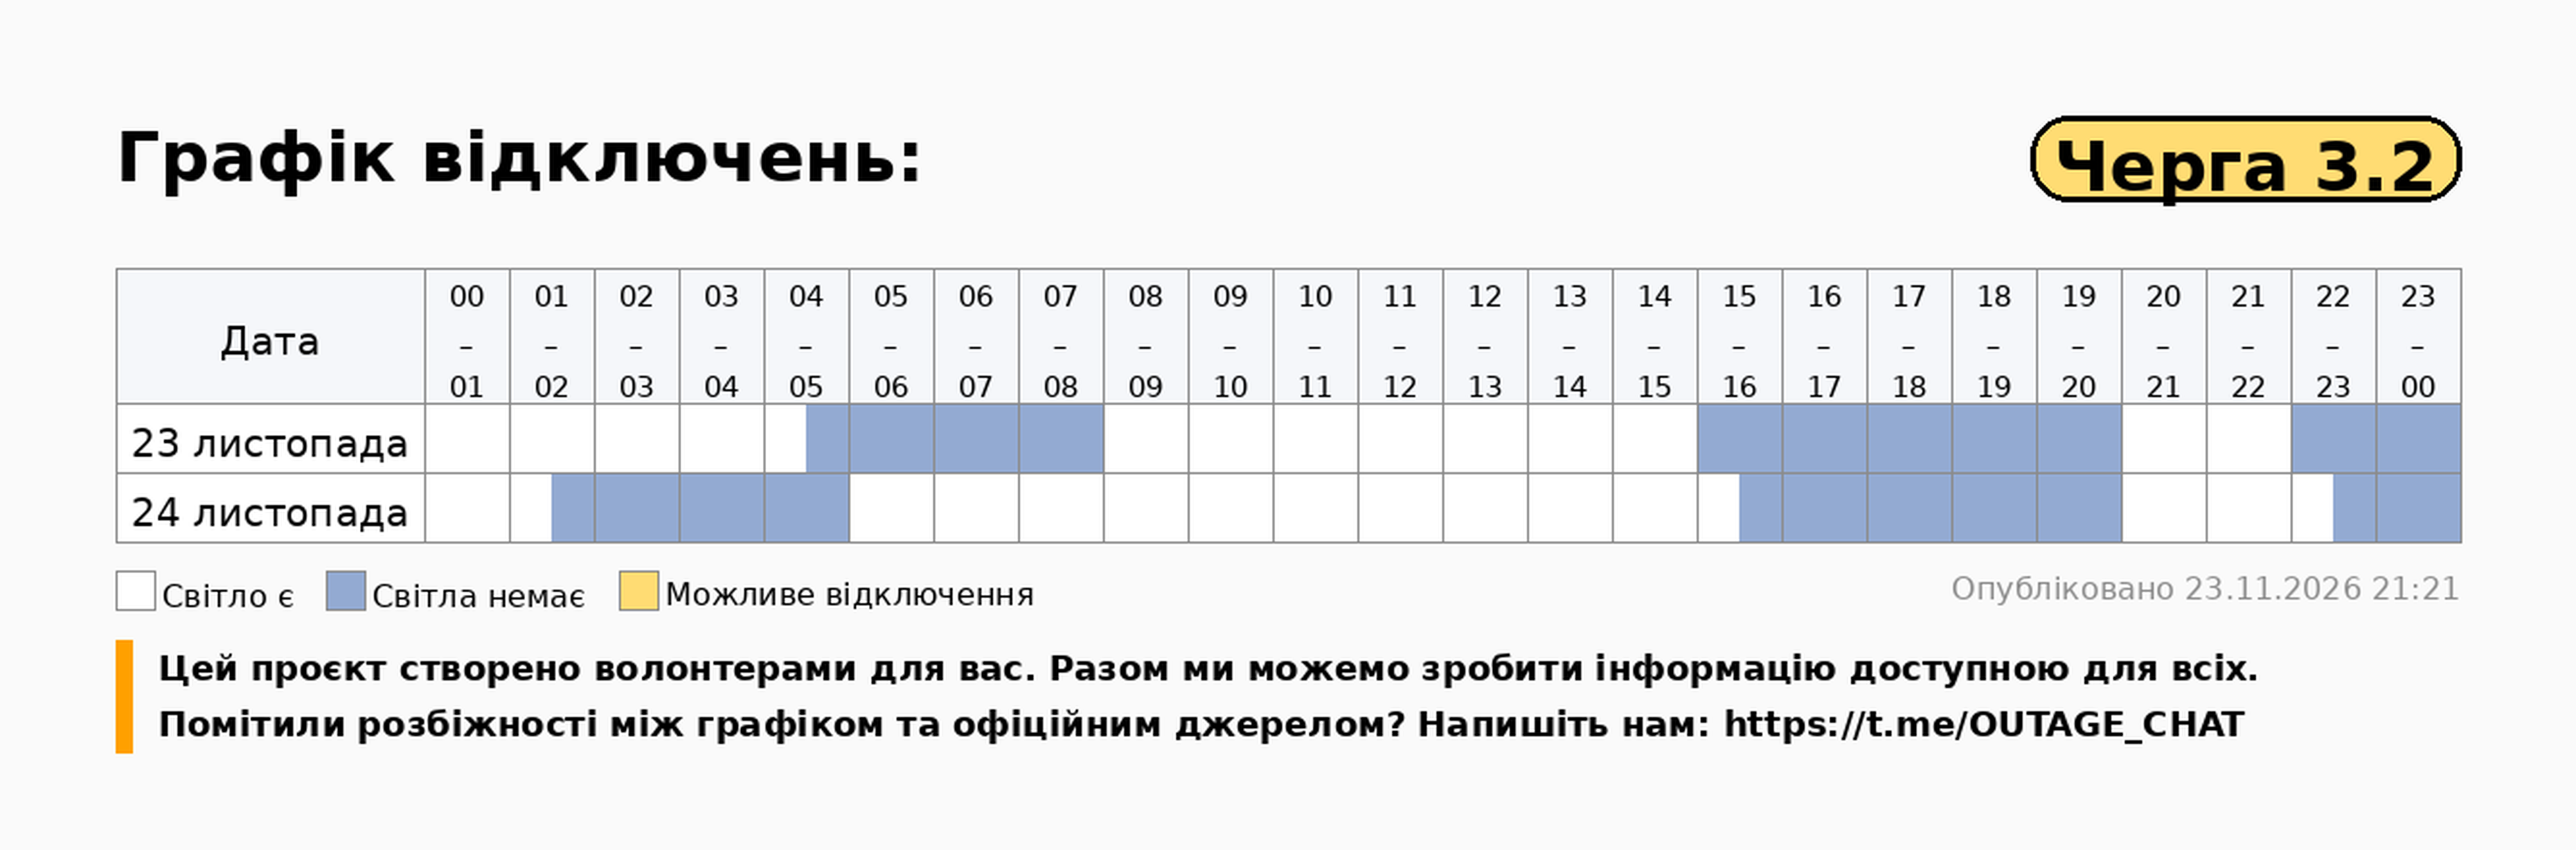 Графік відключень:
Черга 3.2
Дата
00 – 01
01 – 02
02 – 03
03 – 04
04 – 05
05 – 06
06 – 07
07 – 08
08 – 09
09 – 10
10 – 11
11 – 12
12 – 13
13 – 14
14 – 15
15 – 16
16 – 17
17 – 18
18 – 19
19 – 20
20 – 21
21 – 22
22 – 23
23 – 00
23 листопада
24 листопада
Світло є
Світла немає
Можливе відключення
Опубліковано 23.11.2026 21:21
Цей проєкт створено волонтерами для вас. Разом ми можемо зробити інформацію доступною для всіх.
Помітили розбіжності між графіком та офіційним джерелом? Напишіть нам: https://t.me/OUTAGE_CHAT